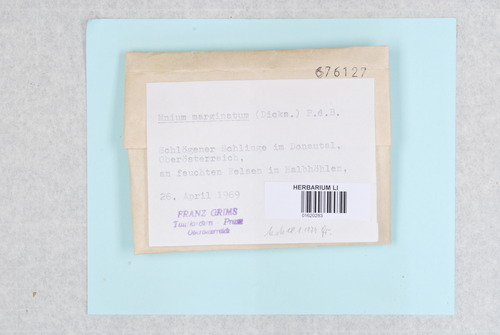 676127
Mnium marginatum (Dicks.) P.d.B.
Schlögener Schlinge im Donautal,
Oberösterreich,
an feuchten Felsen in Halbhöhlen,
26. April 1969
HERBARIUM LI
01620283
FRANZ GRIMS
Taufkirchen Pram
Oberösterreich